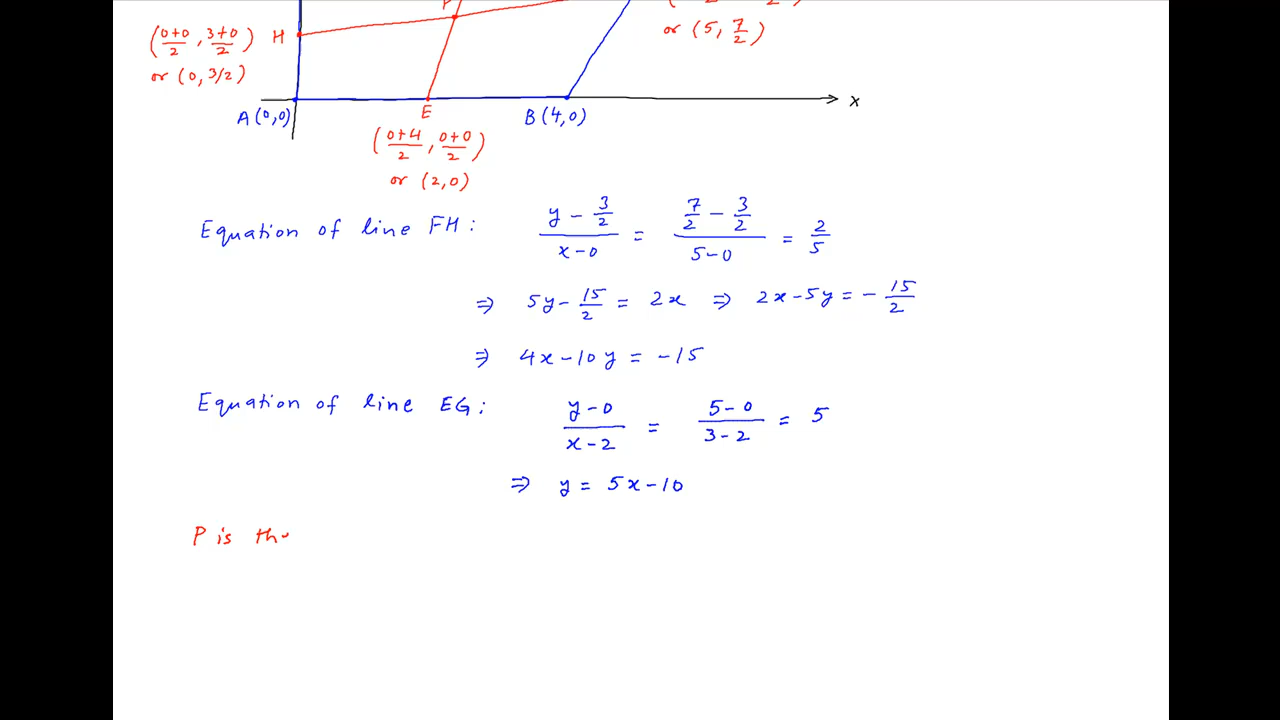 P
(0+0/2, 3+0/2) H
or (0, 3/2)
or (5, 7/2)
A(0,0)
E
B(4,0)
x
(0+4/2, 0+0/2)
or (2,0)
Equation of line FH: (y - 3/2)/(x-0) = (7/2 - 3/2)/(5-0) = 2/5
⇒ 5y - 15/2 = 2x ⇒ 2x-5y = - 15/2
⇒ 4x-10y = -15
Equation of line EG: (y-0)/(x-2) = (5-0)/(3-2) = 5
⇒ y = 5x-10
P is the